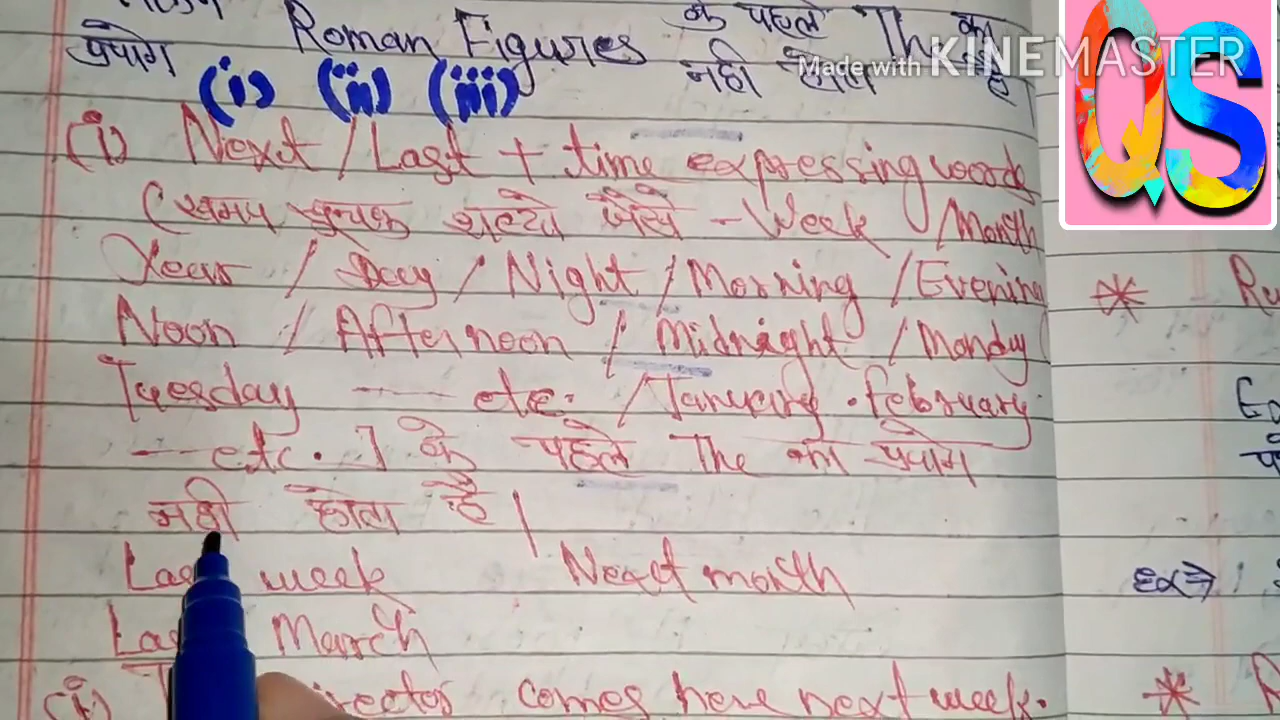 के पहले The का
प्रयोग Roman Figures नही होता है
Made with KINEMASTER
QS
(i) (ii) (iii)
(i) Next / Last + time expressing words
(समय सूचक शब्दो जैसे - Week / Month
Year / Day / Night / Morning / Evening
Noon / Afternoon / Midnight / Monday
Tuesday --- etc. / January. february.
--- etc. ] के पहले The का प्रयोग
नही होता है |
Last week Next month
Last March
(i) comes here next week.
ex⇒